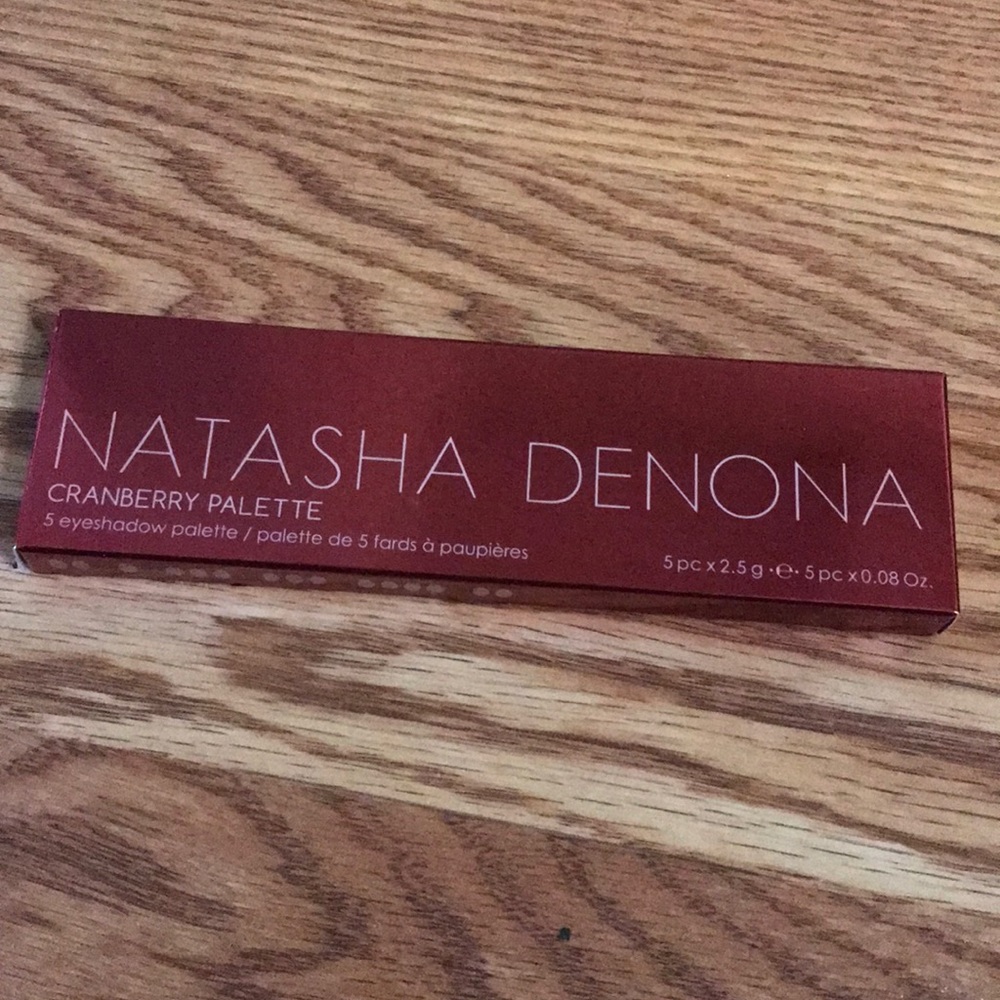 NATASHA DENONA
CRANBERRY PALETTE
5 eyeshadow palette / palette de 5 fards à paupières
5 pc x 2.5 g ·℮· 5 pc x 0.08 Oz.